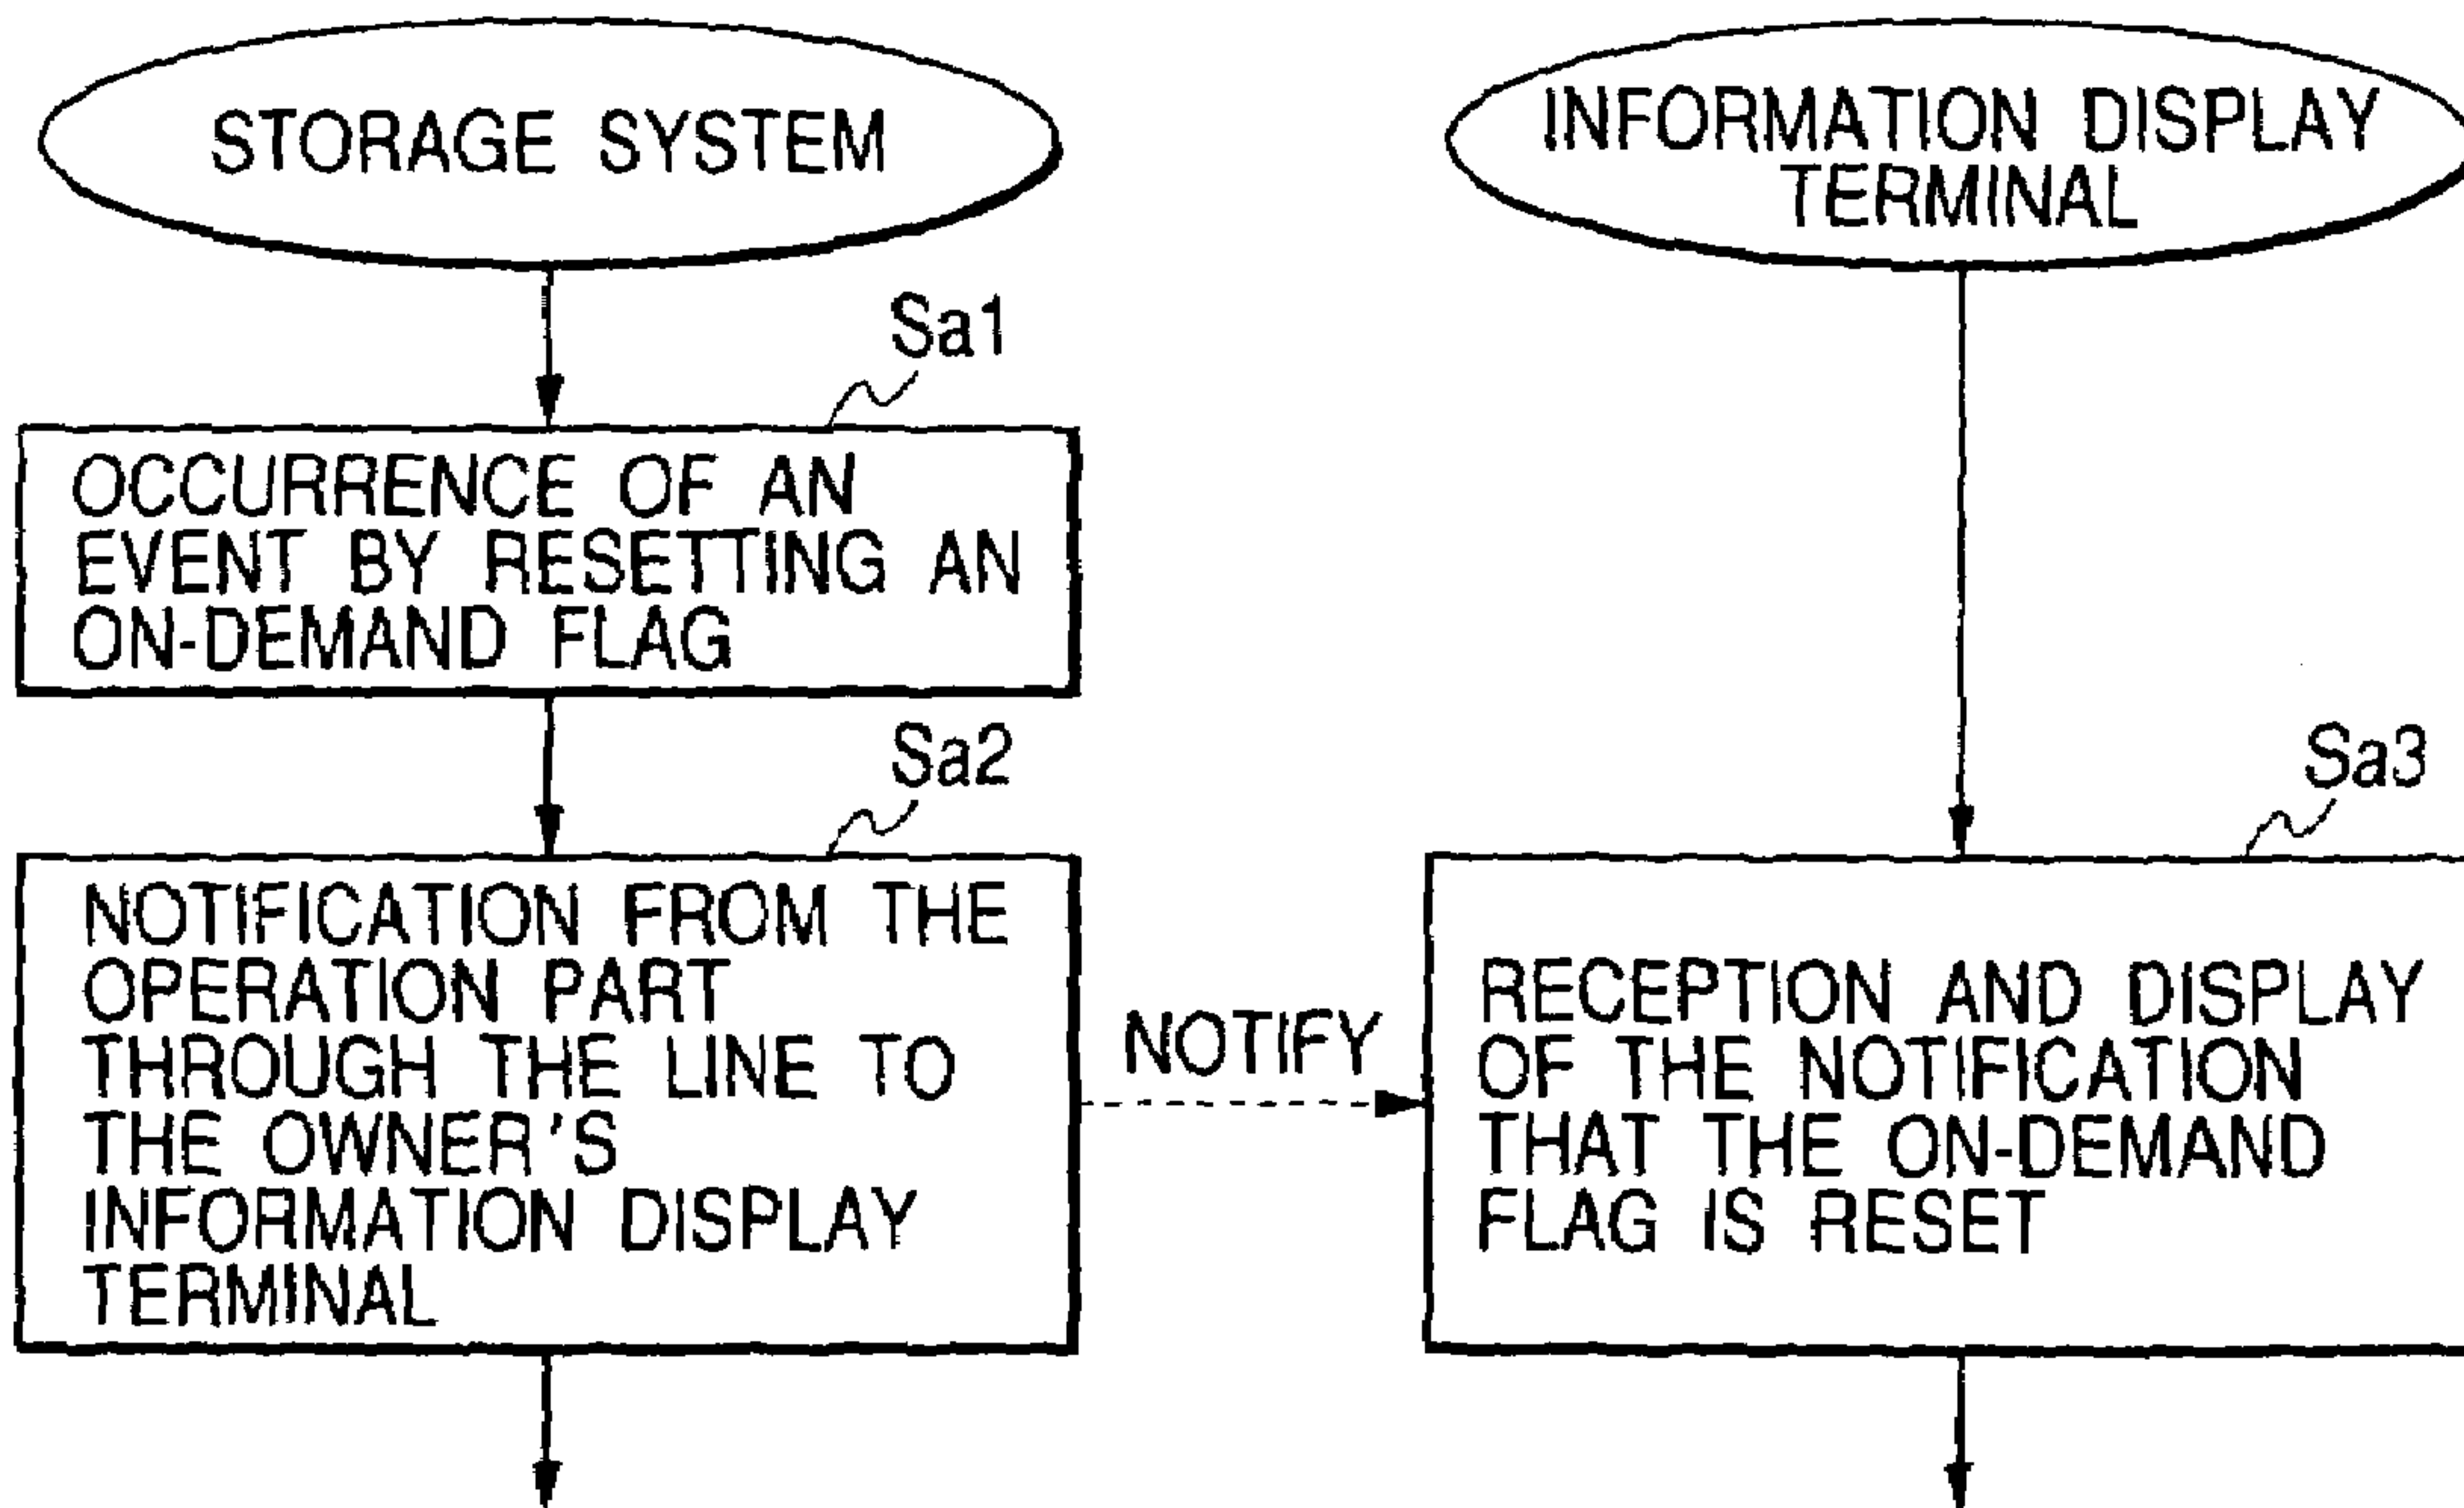 STORAGE SYSTEM
INFORMATION DISPLAY
TERMINAL
Sa1
OCCURRENCE OF AN
EVENT BY RESETTING AN
ON-DEMAND FLAG
Sa2
NOTIFICATION FROM THE
OPERATION PART
THROUGH THE LINE TO
THE OWNER'S
INFORMATION DISPLAY
TERMINAL
NOTIFY
Sa3
RECEPTION AND DISPLAY
OF THE NOTIFICATION
THAT THE ON-DEMAND
FLAG IS RESET